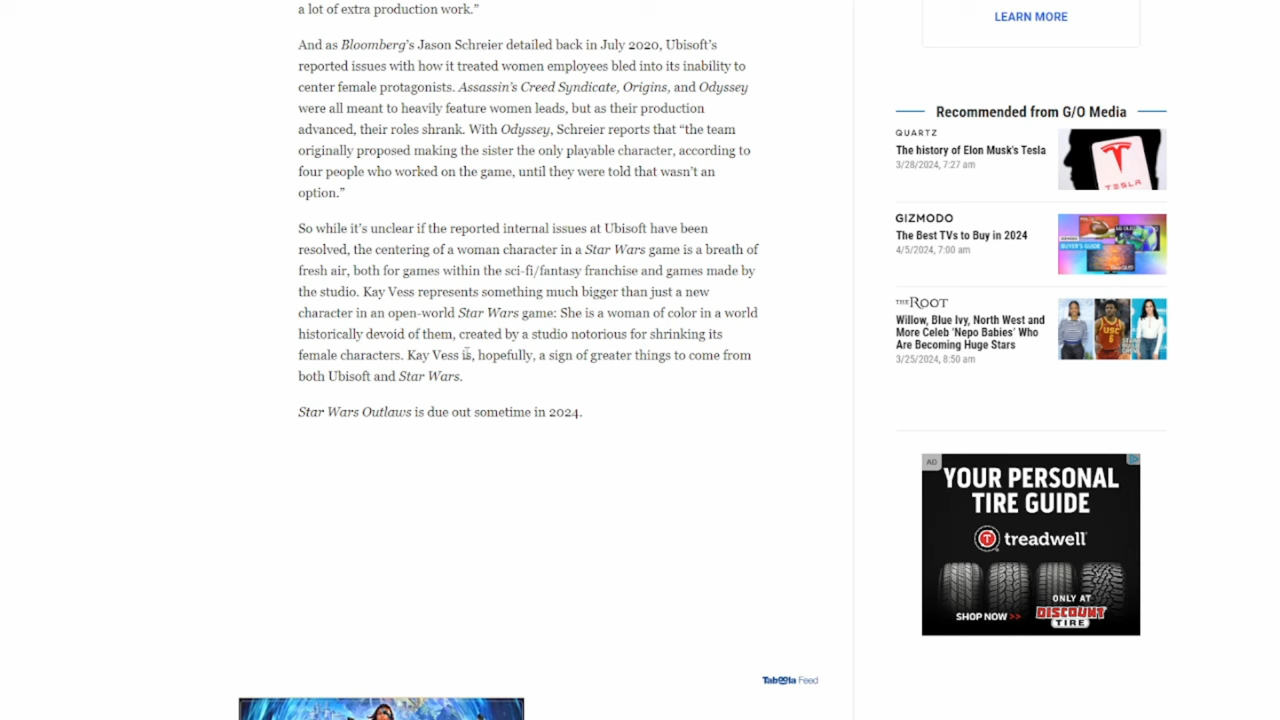 a lot of extra production work.”
And as Bloomberg’s Jason Schreier detailed back in July 2020, Ubisoft’s
reported issues with how it treated women employees bled into its inability to
center female protagonists. Assassin’s Creed Syndicate, Origins, and Odyssey
were all meant to heavily feature women leads, but as their production
advanced, their roles shrank. With Odyssey, Schreier reports that “the team
originally proposed making the sister the only playable character, according to
four people who worked on the game, until they were told that wasn’t an
option.”
So while it’s unclear if the reported internal issues at Ubisoft have been
resolved, the centering of a woman character in a Star Wars game is a breath of
fresh air, both for games within the sci-fi/fantasy franchise and games made by
the studio. Kay Vess represents something much bigger than just a new
character in an open-world Star Wars game: She is a woman of color in a world
historically devoid of them, created by a studio notorious for shrinking its
female characters. Kay Vess is, hopefully, a sign of greater things to come from
both Ubisoft and Star Wars.
Star Wars Outlaws is due out sometime in 2024.
Taboola Feed
LEARN MORE
Recommended from G/O Media
QUARTZ
The history of Elon Musk's Tesla
3/28/2024, 7:27 am
TESLA
GIZMODO
The Best TVs to Buy in 2024
4/5/2024, 7:00 am
BUYER'S GUIDE
THE ROOT
Willow, Blue Ivy, North West and
More Celeb ‘Nepo Babies’ Who
Are Becoming Huge Stars
3/25/2024, 8:50 am
USC
AD
YOUR PERSONAL
TIRE GUIDE
treadwell
ONLY AT
SHOP NOW >>
DISCOUNT
TIRE